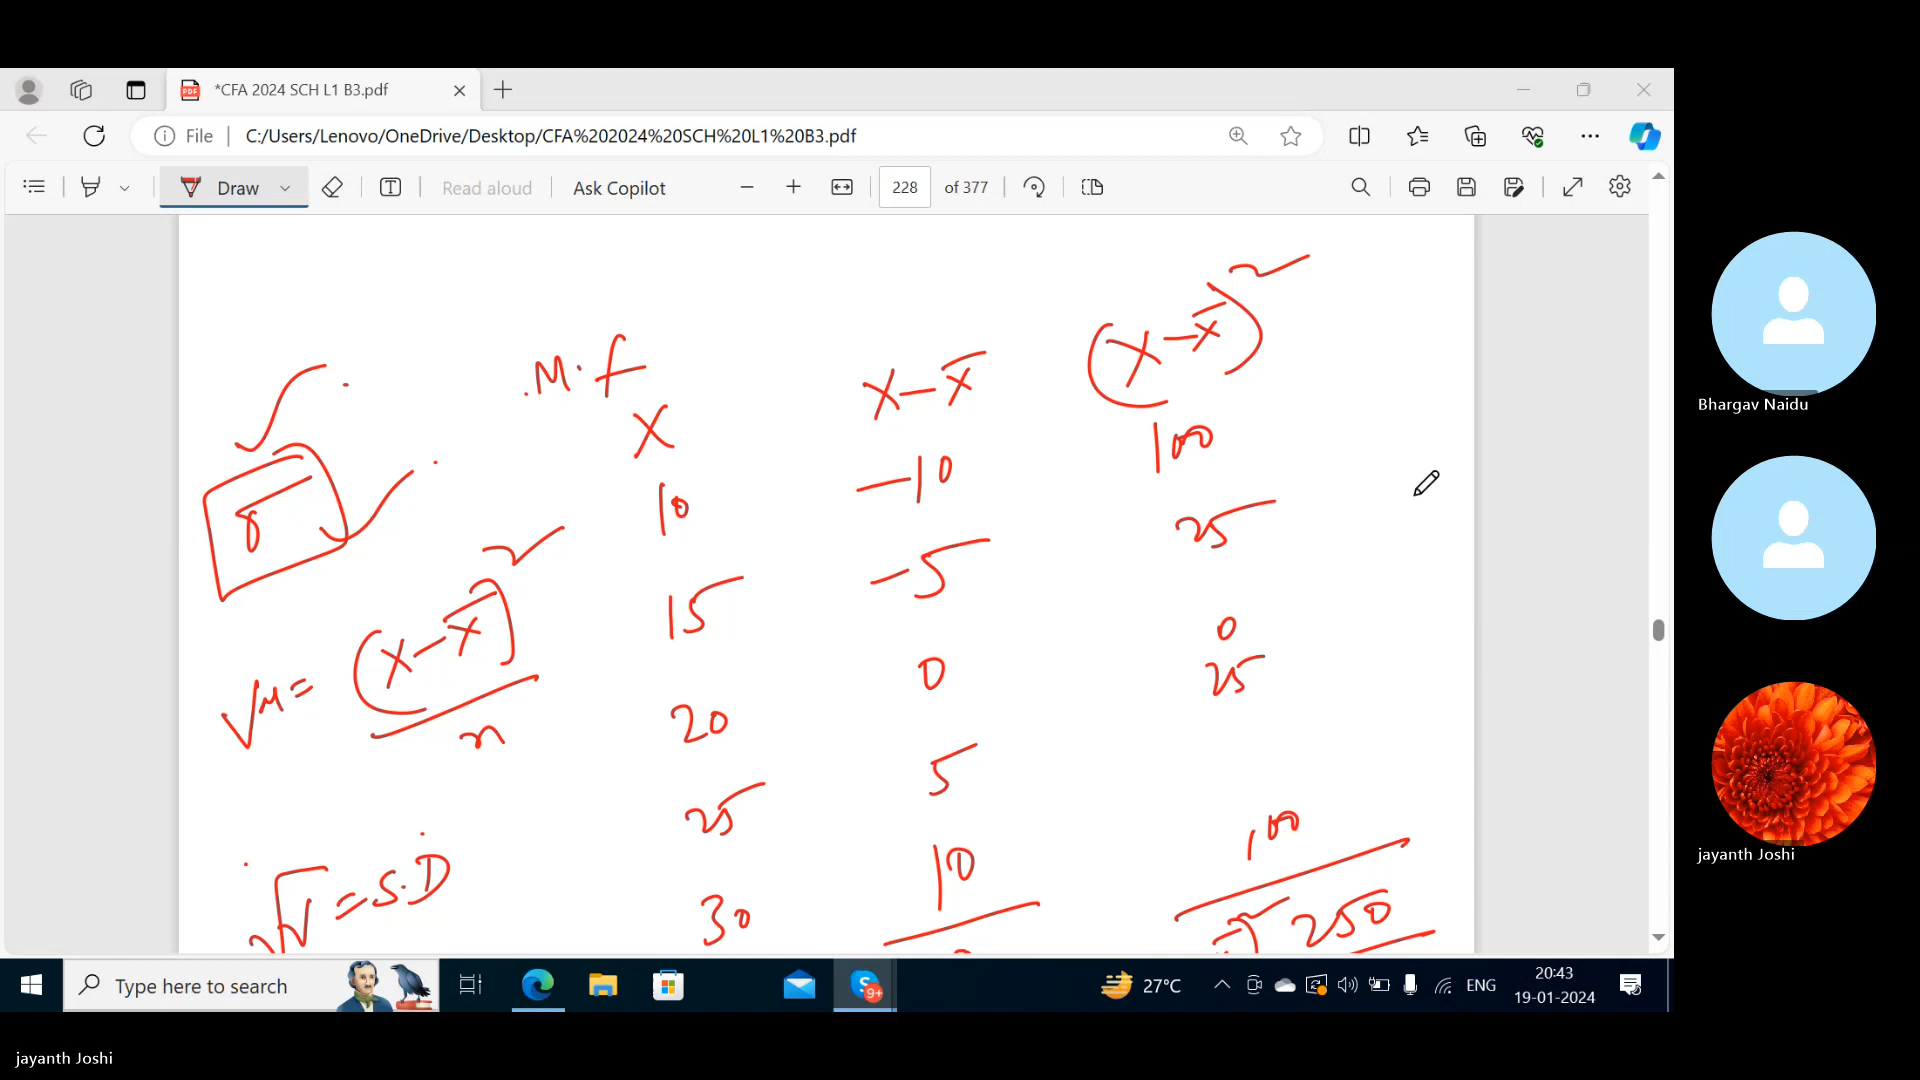 *CFA 2024 SCH L1 B3.pdf
File C:/Users/Lenovo/OneDrive/Desktop/CFA%202024%20SCH%20L1%20B3.pdf
Draw Read aloud Ask Copilot 228 of 377
M.f X - X̄ (X - X̄)²
X
10 -10 100
15 -5 25
20 0 0
25 5 25
30 10 100
250
(X - X̄)²
n
√V = S.D
Bhargav Naidu
jayanth Joshi
Type here to search
9+
27°C ENG 20:43
19-01-2024
jayanth Joshi